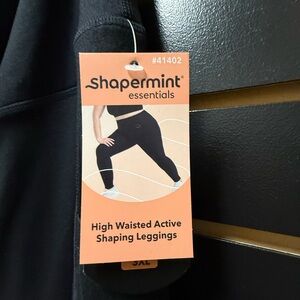 #41402
Shapermint®
essentials
High Waisted Active
Shaping Leggings
3XL